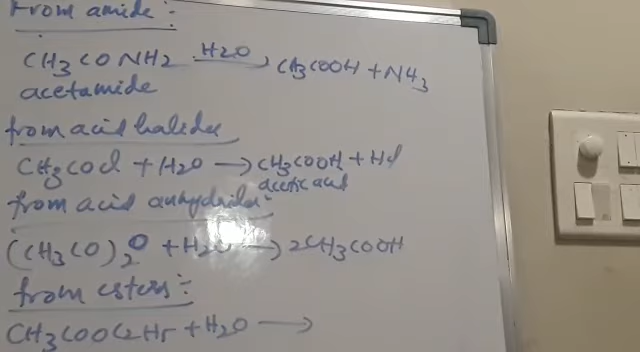 From amide :-
CH3CONH2 H2O→ CH3COOH + NH3
acetamide
from acid halides
CH3COCl + H2O → CH3COOH + HCl
acetic acid
from acid anhydrides:-
(CH3CO)2O + H2O → 2CH3COOH
from esters :-
CH3COOC2H5 + H2O →